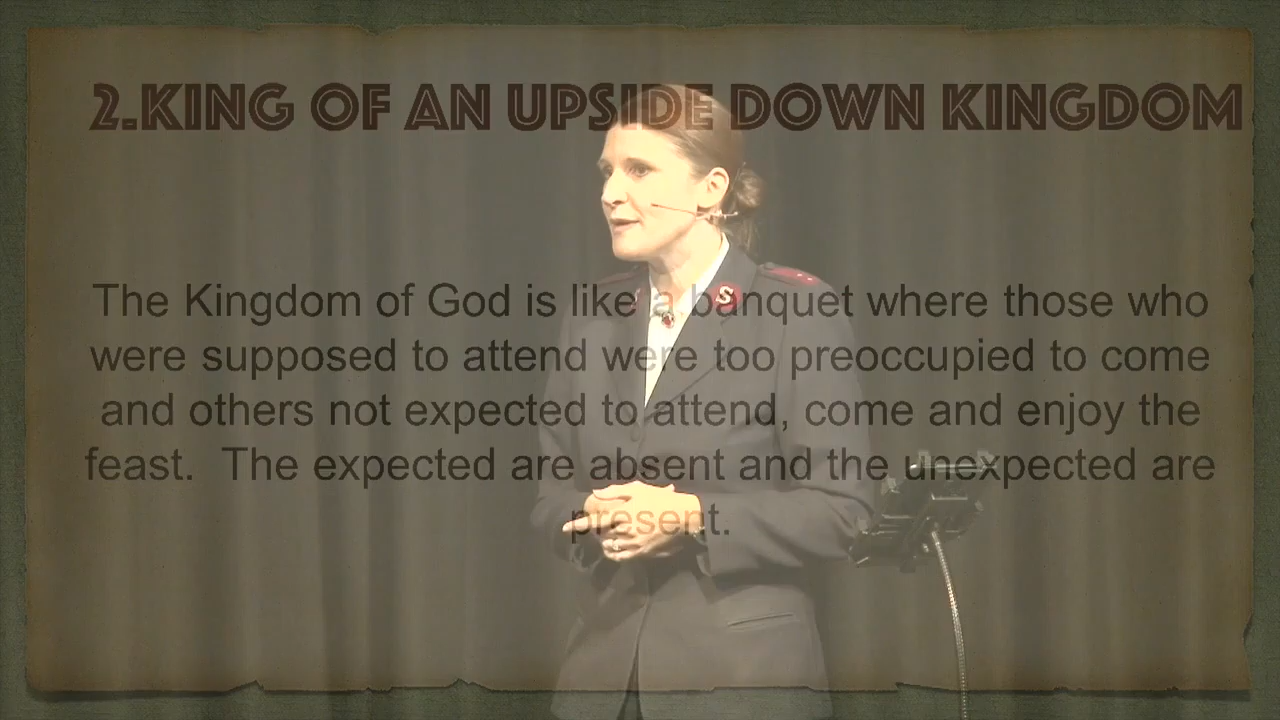 2.KING OF AN UPSIDE DOWN KINGDOM
The Kingdom of God is like a banquet where those who
were supposed to attend were too preoccupied to come
and others not expected to attend, come and enjoy the
feast.  The expected are absent and the unexpected are
present.
S